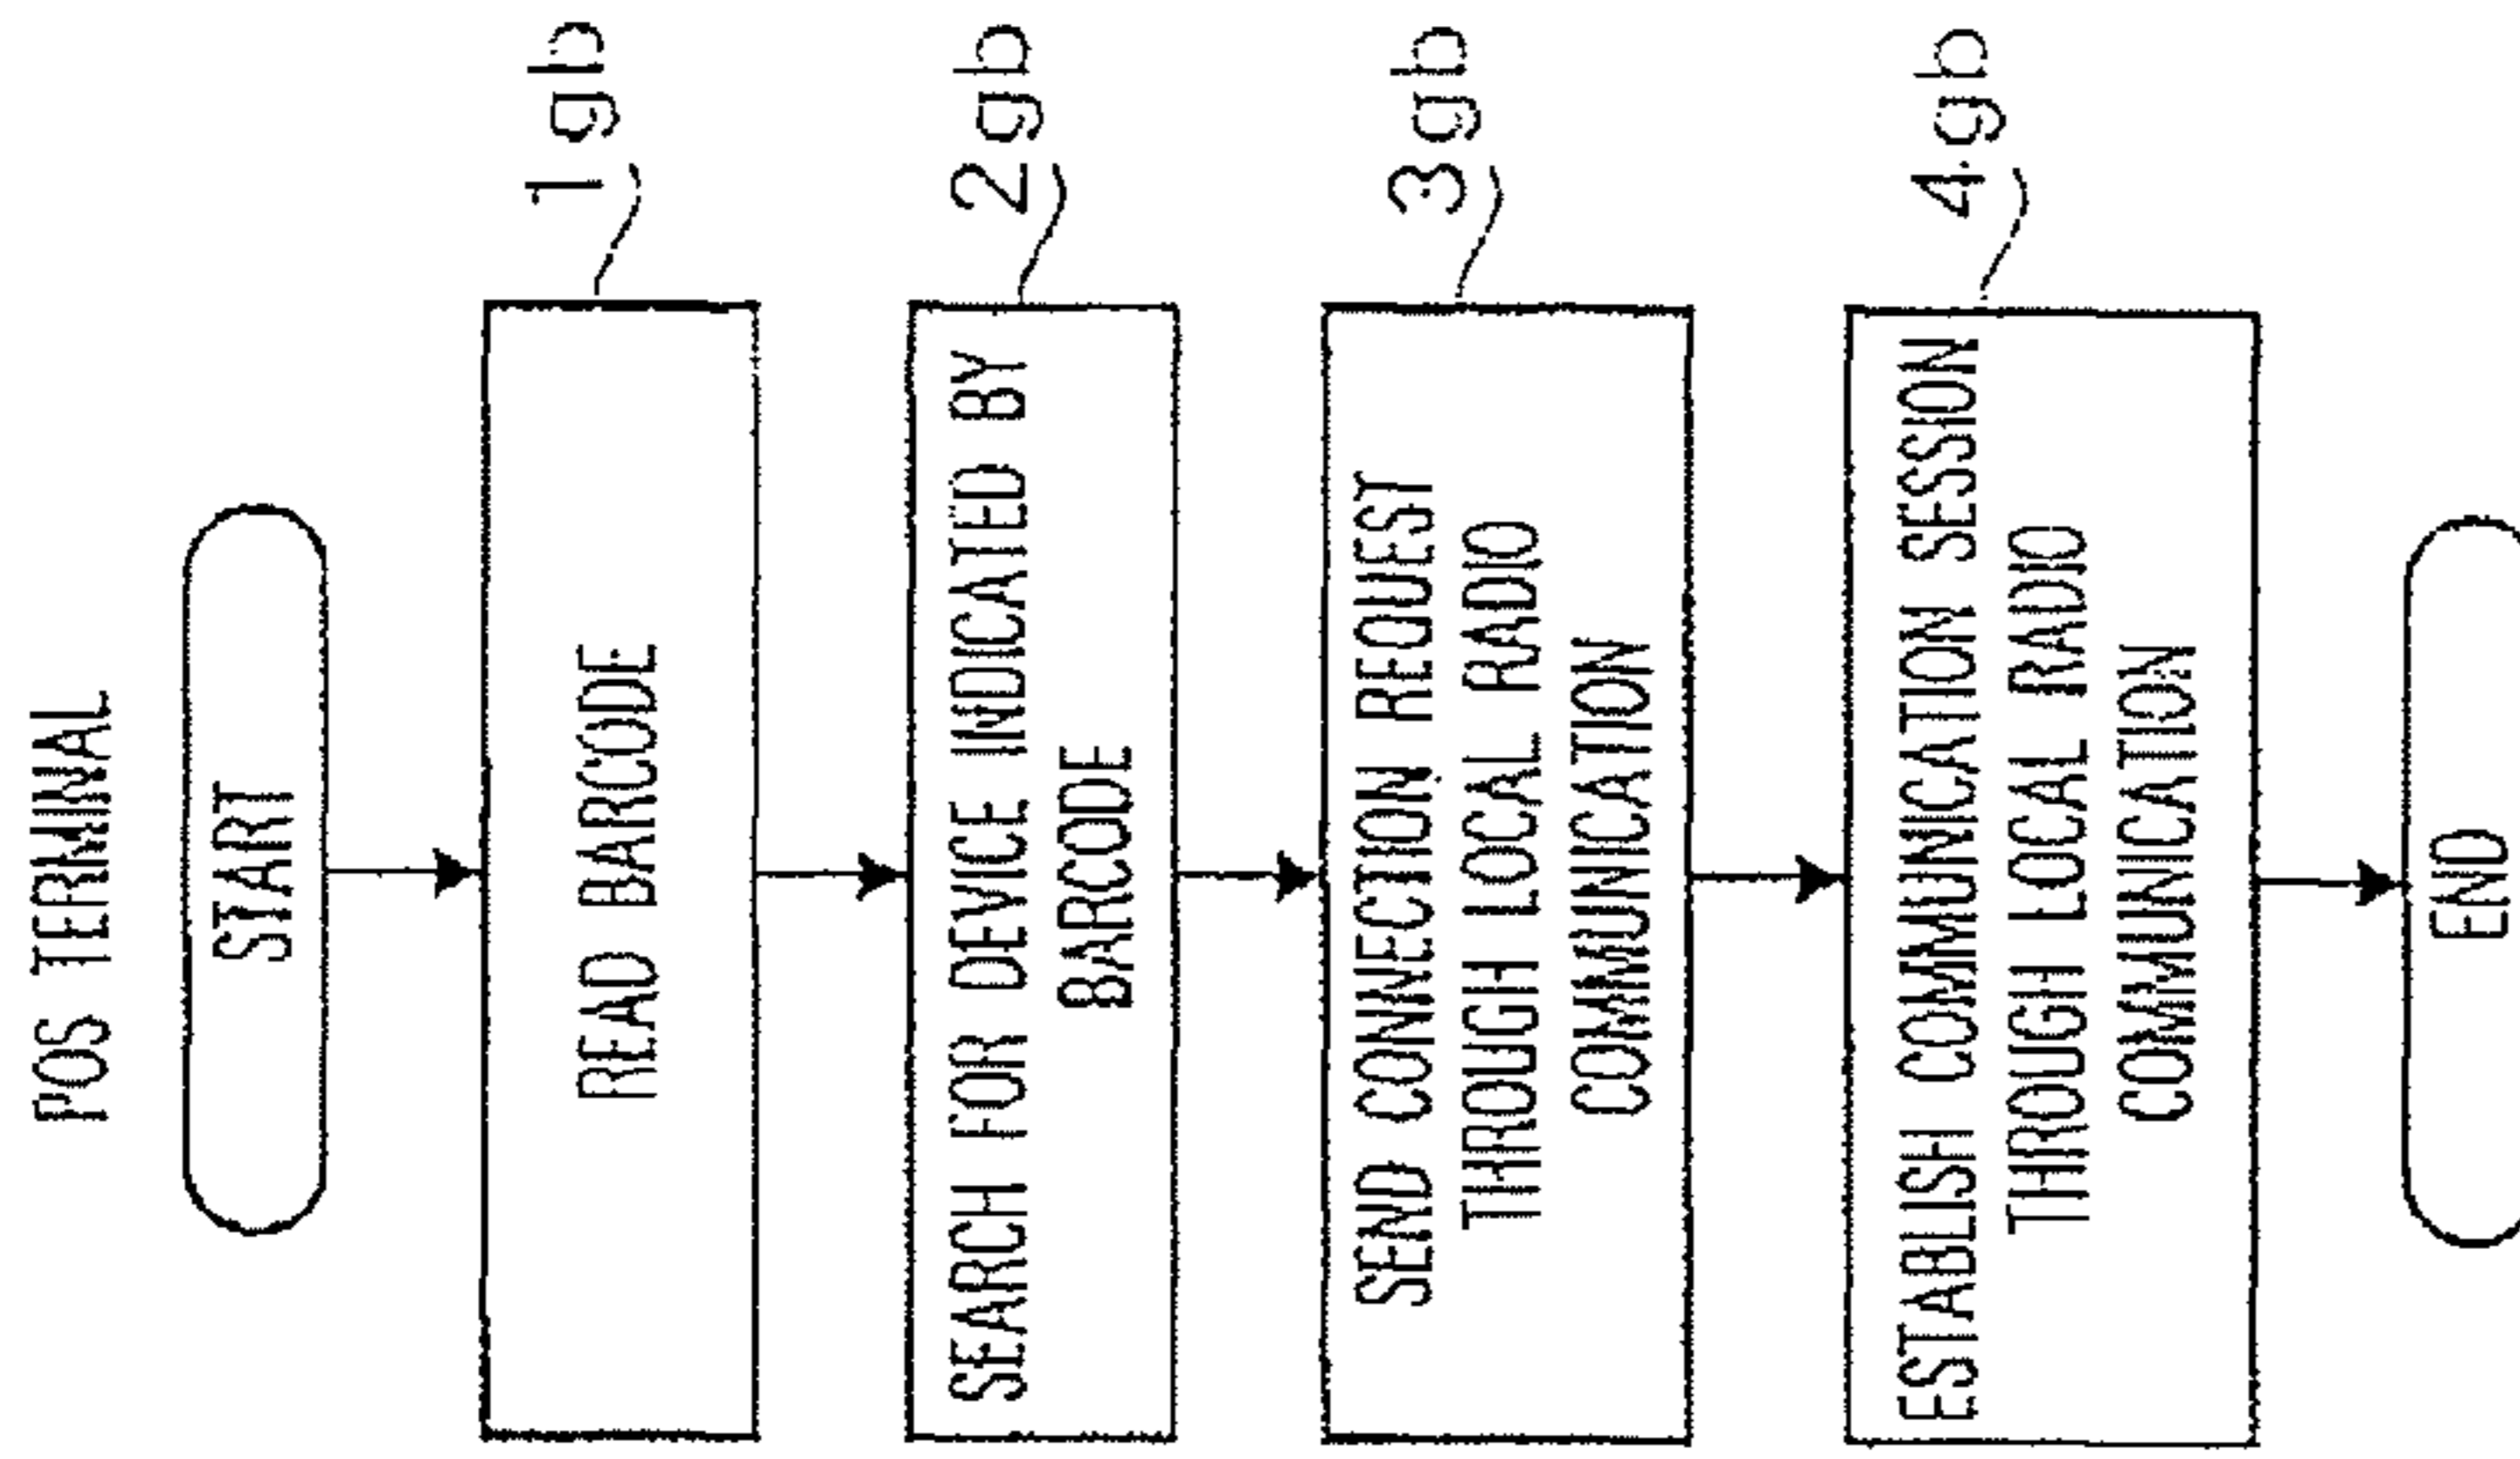 POS TERMINAL
START
READ BARCODE
1gb
SEARCH FOR DEVICE INDICATED BY
BARCODE
2gb
SEND CONNECTION REQUEST
THROUGH LOCAL RADIO
COMMUNICATION
3gb
ESTABLISH COMMUNICATION SESSION
THROUGH LOCAL RADIO
COMMUNICATION
4gb
END